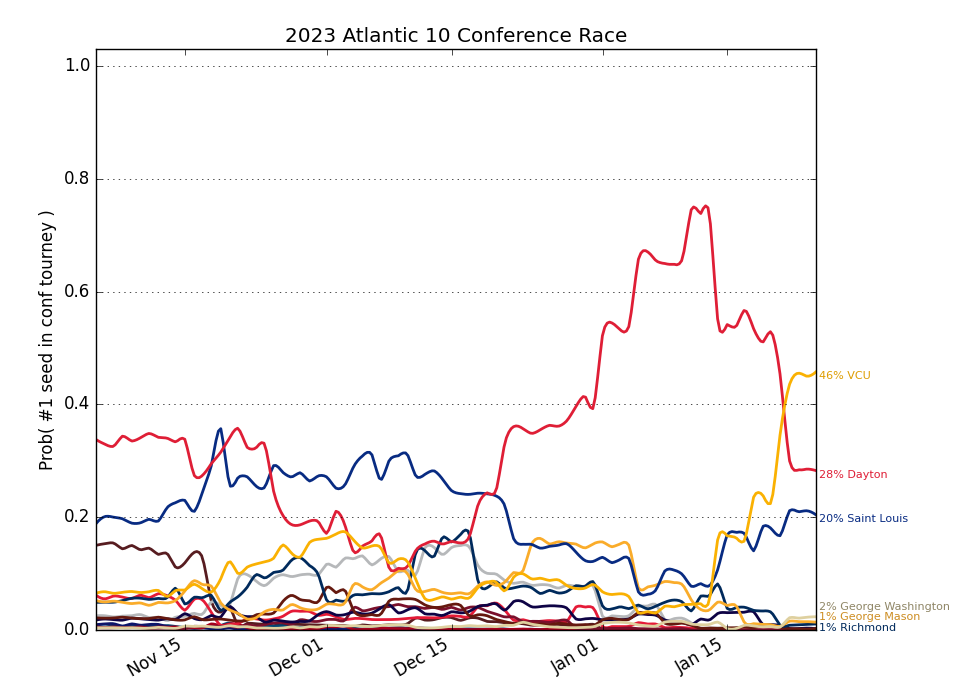 2023 Atlantic 10 Conference Race
Prob( #1 seed in conf tourney )
1.0
0.8
0.6
0.4
0.2
0.0
Nov 15
Dec 01
Dec 15
Jan 01
Jan 15
46% VCU
28% Dayton
20% Saint Louis
2% George Washington
1% George Mason
1% Richmond